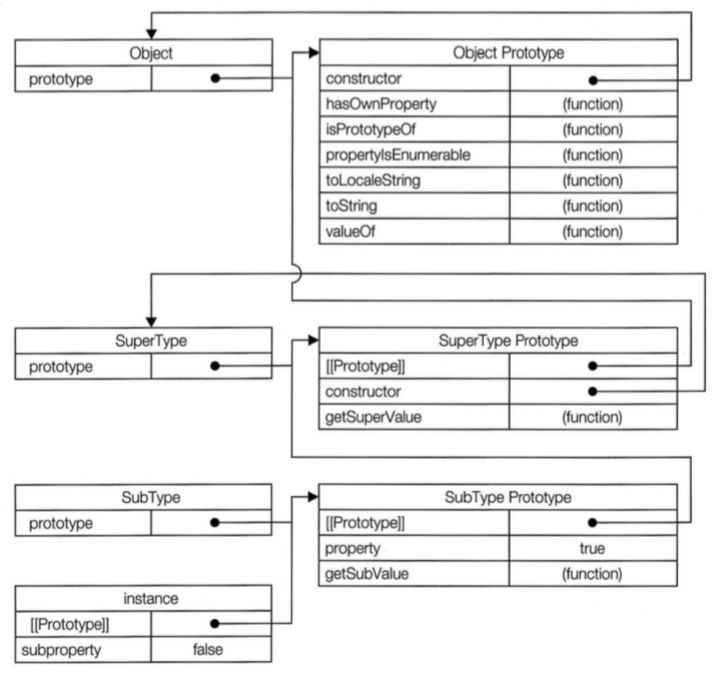 Object
prototype
Object Prototype
constructor
hasOwnProperty (function)
isPrototypeOf (function)
propertyIsEnumerable (function)
toLocaleString (function)
toString (function)
valueOf (function)
SuperType
prototype
SuperType Prototype
[[Prototype]]
constructor
getSuperValue (function)
SubType
prototype
SubType Prototype
[[Prototype]]
property true
getSubValue (function)
instance
[[Prototype]]
subproperty false